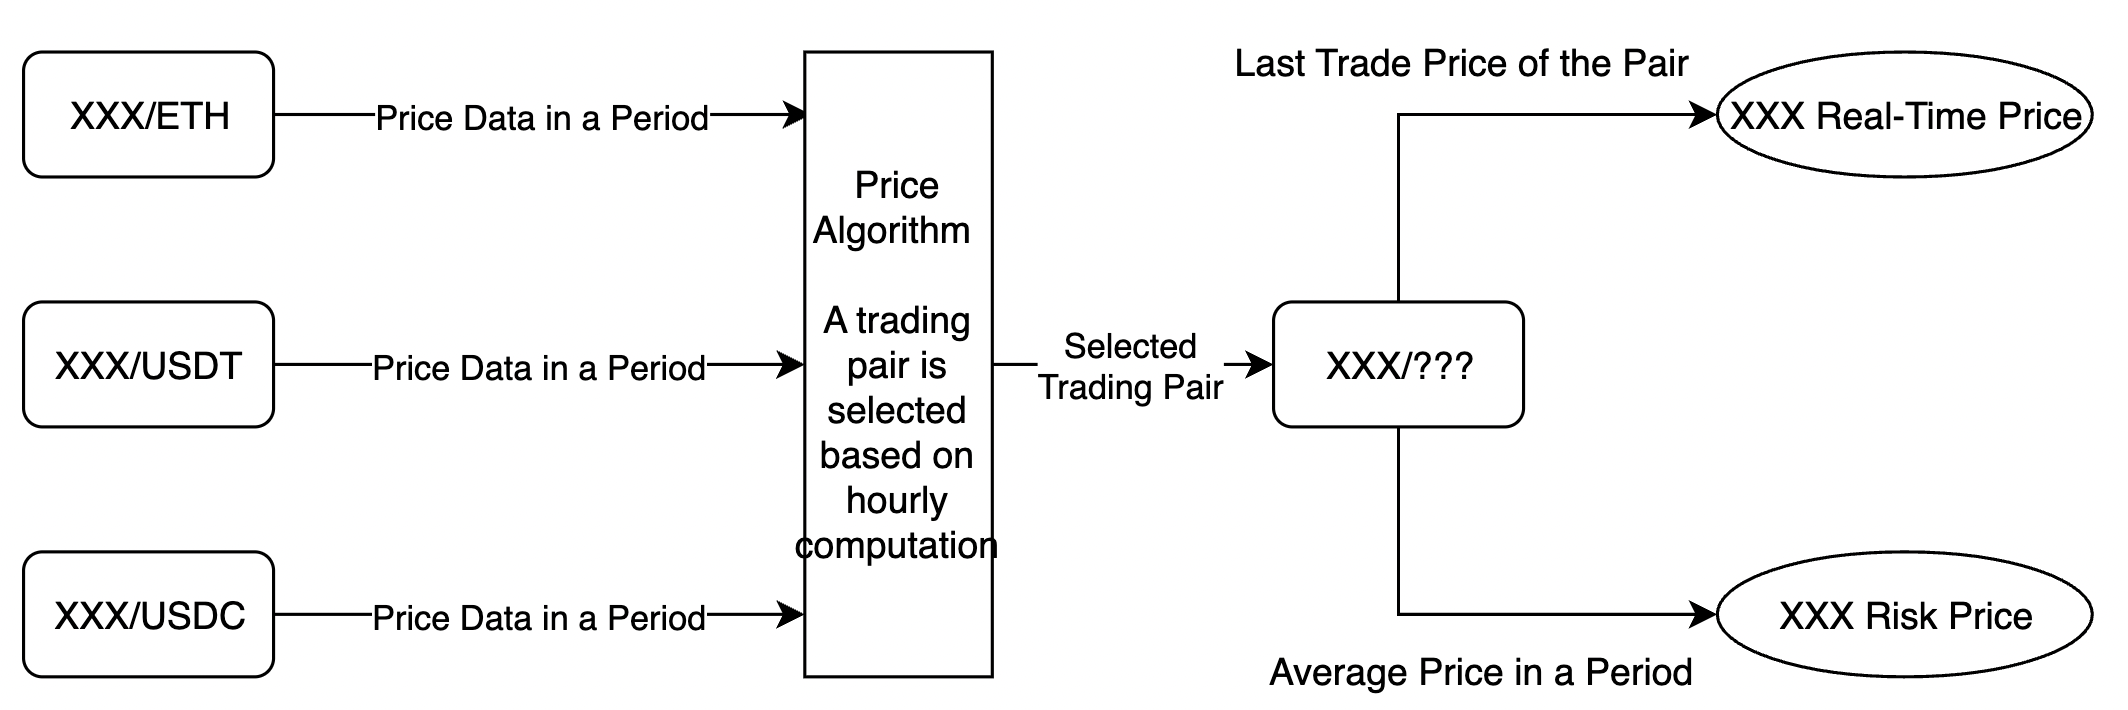 XXX/ETH
Price Data in a Period
XXX/USDT
Price Data in a Period
XXX/USDC
Price Data in a Period
Price
Algorithm
A trading
pair is
selected
based on
hourly
computation
Selected
Trading Pair
XXX/???
Last Trade Price of the Pair
XXX Real-Time Price
Average Price in a Period
XXX Risk Price